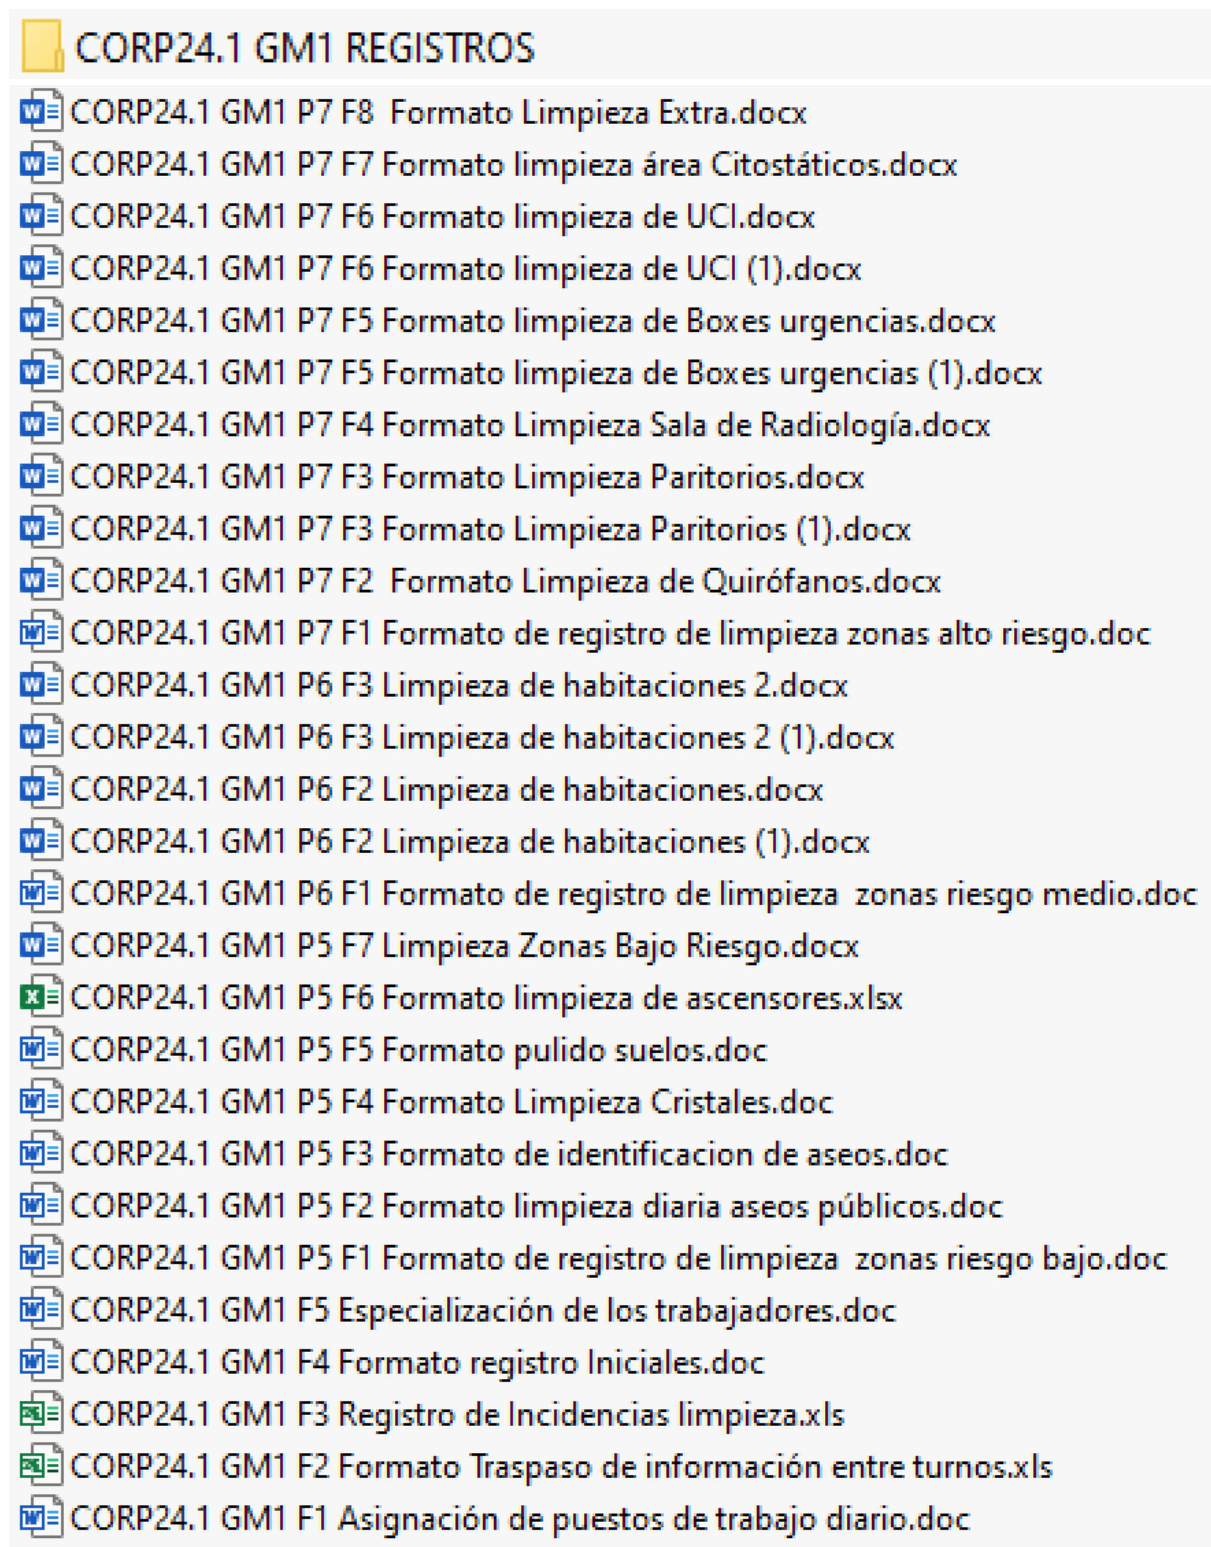 CORP24.1 GM1 REGISTROS
CORP24.1 GM1 P7 F8  Formato Limpieza Extra.docx
CORP24.1 GM1 P7 F7 Formato limpieza área Citostáticos.docx
CORP24.1 GM1 P7 F6 Formato limpieza de UCI.docx
CORP24.1 GM1 P7 F6 Formato limpieza de UCI (1).docx
CORP24.1 GM1 P7 F5 Formato limpieza de Boxes urgencias.docx
CORP24.1 GM1 P7 F5 Formato limpieza de Boxes urgencias (1).docx
CORP24.1 GM1 P7 F4 Formato Limpieza Sala de Radiología.docx
CORP24.1 GM1 P7 F3 Formato Limpieza Paritorios.docx
CORP24.1 GM1 P7 F3 Formato Limpieza Paritorios (1).docx
CORP24.1 GM1 P7 F2  Formato Limpieza de Quirófanos.docx
CORP24.1 GM1 P7 F1 Formato de registro de limpieza zonas alto riesgo.doc
CORP24.1 GM1 P6 F3 Limpieza de habitaciones 2.docx
CORP24.1 GM1 P6 F3 Limpieza de habitaciones 2 (1).docx
CORP24.1 GM1 P6 F2 Limpieza de habitaciones.docx
CORP24.1 GM1 P6 F2 Limpieza de habitaciones (1).docx
CORP24.1 GM1 P6 F1 Formato de registro de limpieza  zonas riesgo medio.doc
CORP24.1 GM1 P5 F7 Limpieza Zonas Bajo Riesgo.docx
CORP24.1 GM1 P5 F6 Formato limpieza de ascensores.xlsx
CORP24.1 GM1 P5 F5 Formato pulido suelos.doc
CORP24.1 GM1 P5 F4 Formato Limpieza Cristales.doc
CORP24.1 GM1 P5 F3 Formato de identificacion de aseos.doc
CORP24.1 GM1 P5 F2 Formato limpieza diaria aseos públicos.doc
CORP24.1 GM1 P5 F1 Formato de registro de limpieza  zonas riesgo bajo.doc
CORP24.1 GM1 F5 Especialización de los trabajadores.doc
CORP24.1 GM1 F4 Formato registro Iniciales.doc
CORP24.1 GM1 F3 Registro de Incidencias limpieza.xls
CORP24.1 GM1 F2 Formato Traspaso de información entre turnos.xls
CORP24.1 GM1 F1 Asignación de puestos de trabajo diario.doc